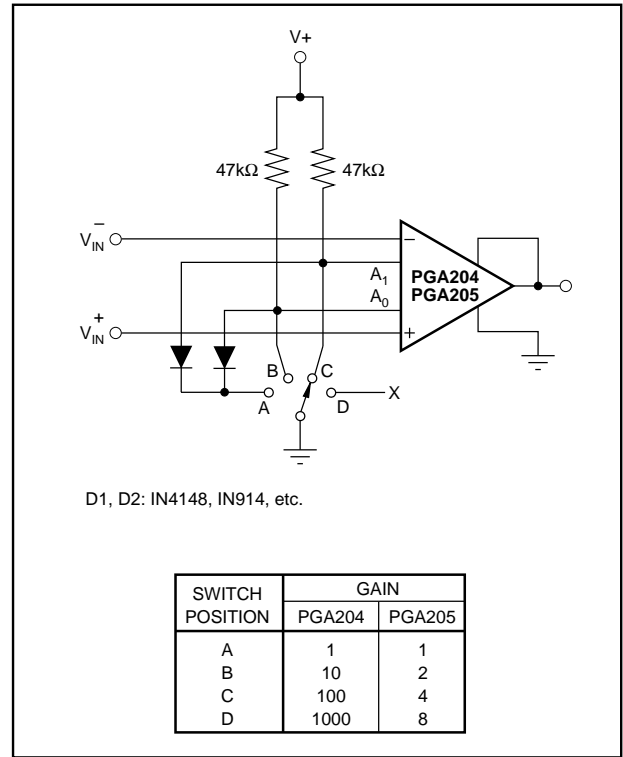 V+
47kΩ 47kΩ
V–IN
A1 PGA204
A0 PGA205
V+IN
–
+
B C
A D X
D1, D2: IN4148, IN914, etc.
SWITCH POSITION GAIN
PGA204 PGA205
A 1 1
B 10 2
C 100 4
D 1000 8